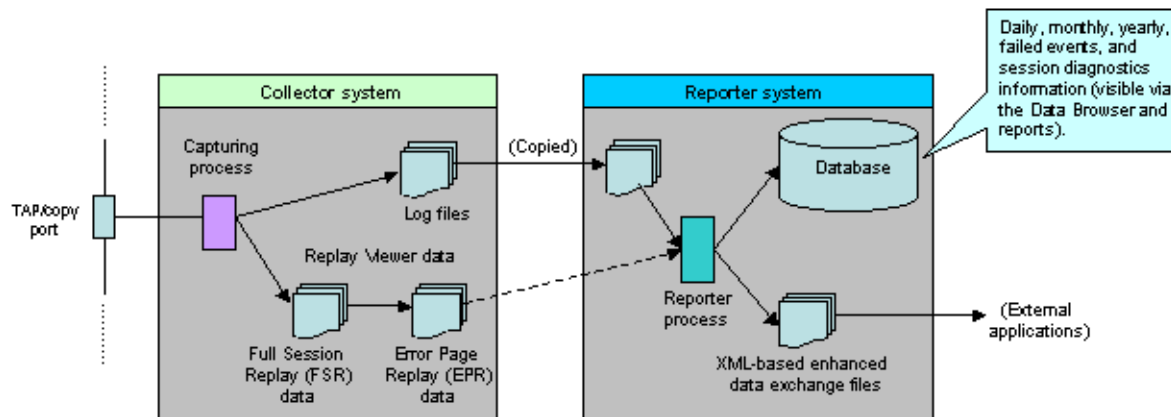 Daily, monthly, yearly,
failed events, and
session diagnostics
information (visible via
the Data Browser and
reports).
Collector system
Reporter system
Capturing
process
(Copied)
Database
TAP/copy
port
Log files
Replay Viewer data
Reporter
process
(External
applications)
Full Session
Replay (FSR)
data
Error Page
Replay (EPR)
data
XML-based enhanced
data exchange files